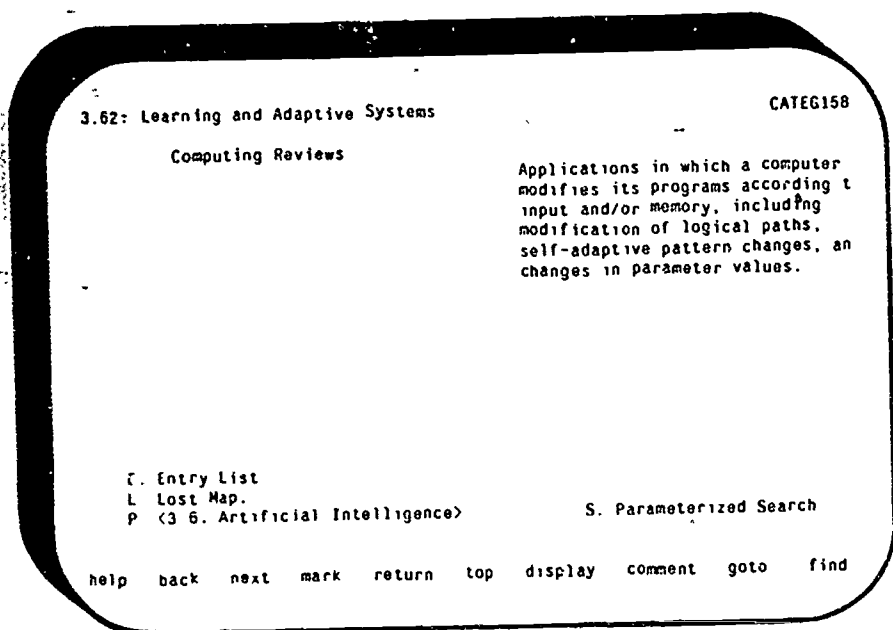 3.62: Learning and Adaptive Systems CATEG158
Computing Reviews
Applications in which a computer
modifies its programs according t
input and/or memory, including
modification of logical paths,
self-adaptive pattern changes, an
changes in parameter values.
. Entry List
L Lost Map.
P <3 6. Artificial Intelligence> S. Parameterized Search
help back next mark return top display comment goto find